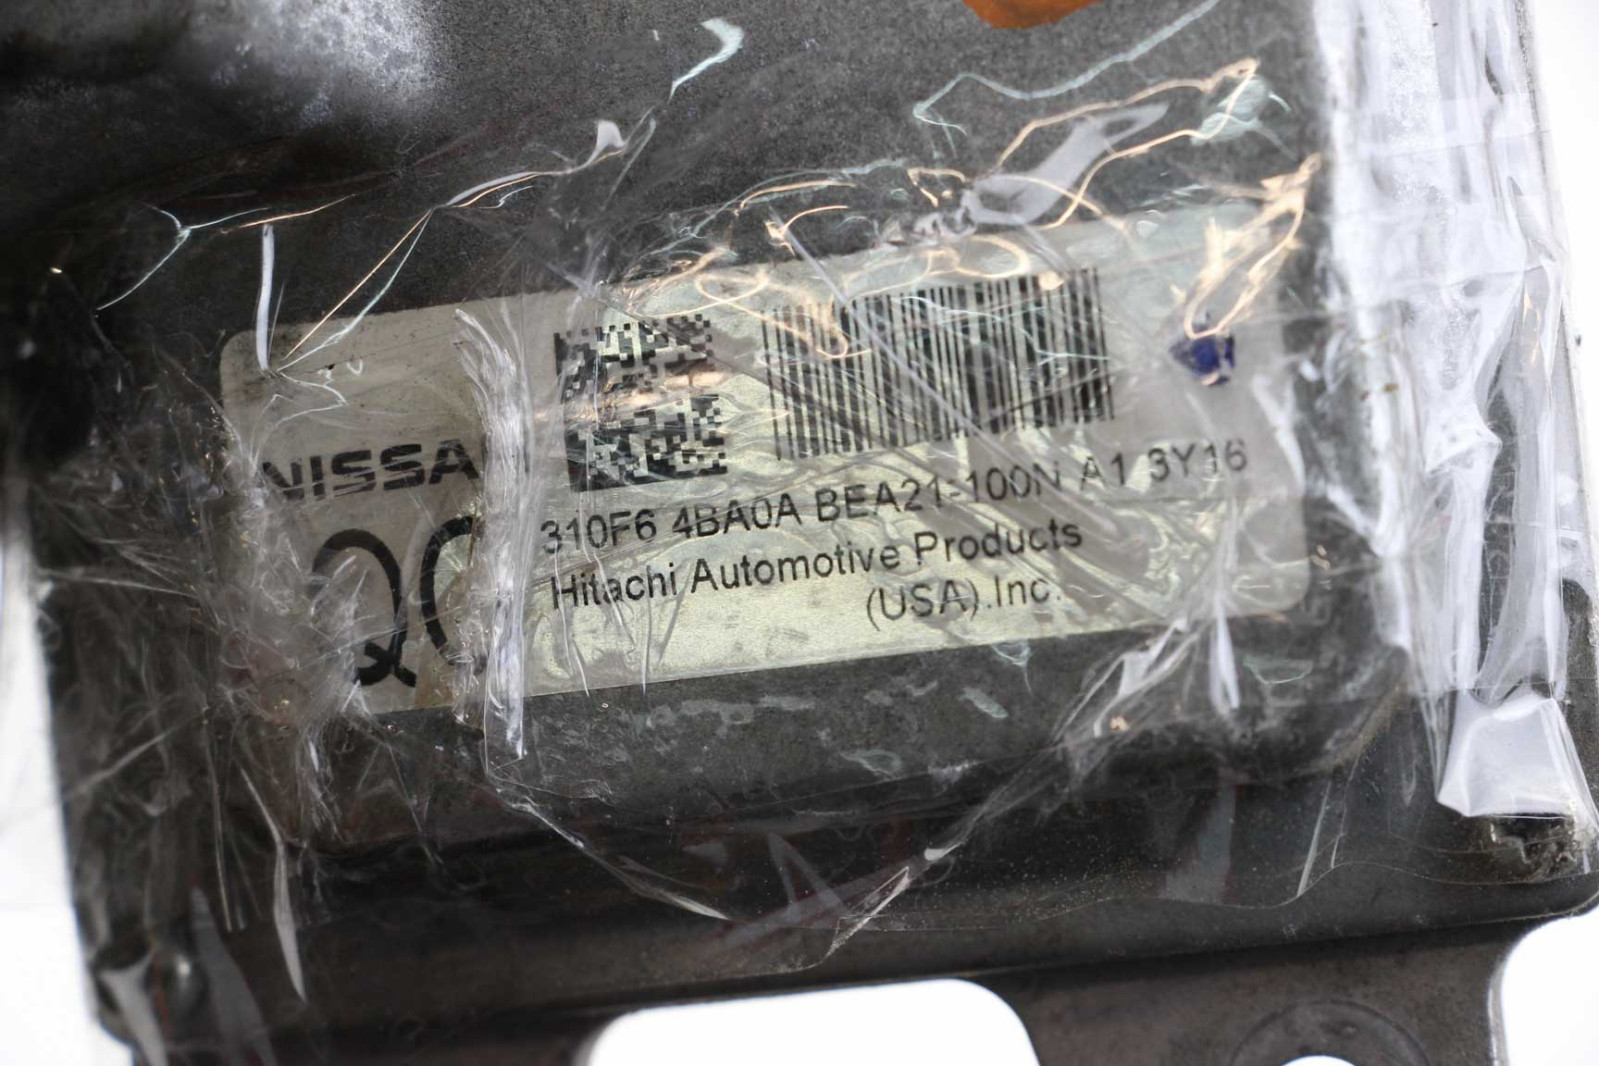 NISSA
310F6 4BA0A BEA21-100N A1 3Y16
Hitachi Automotive Products
(USA).Inc.